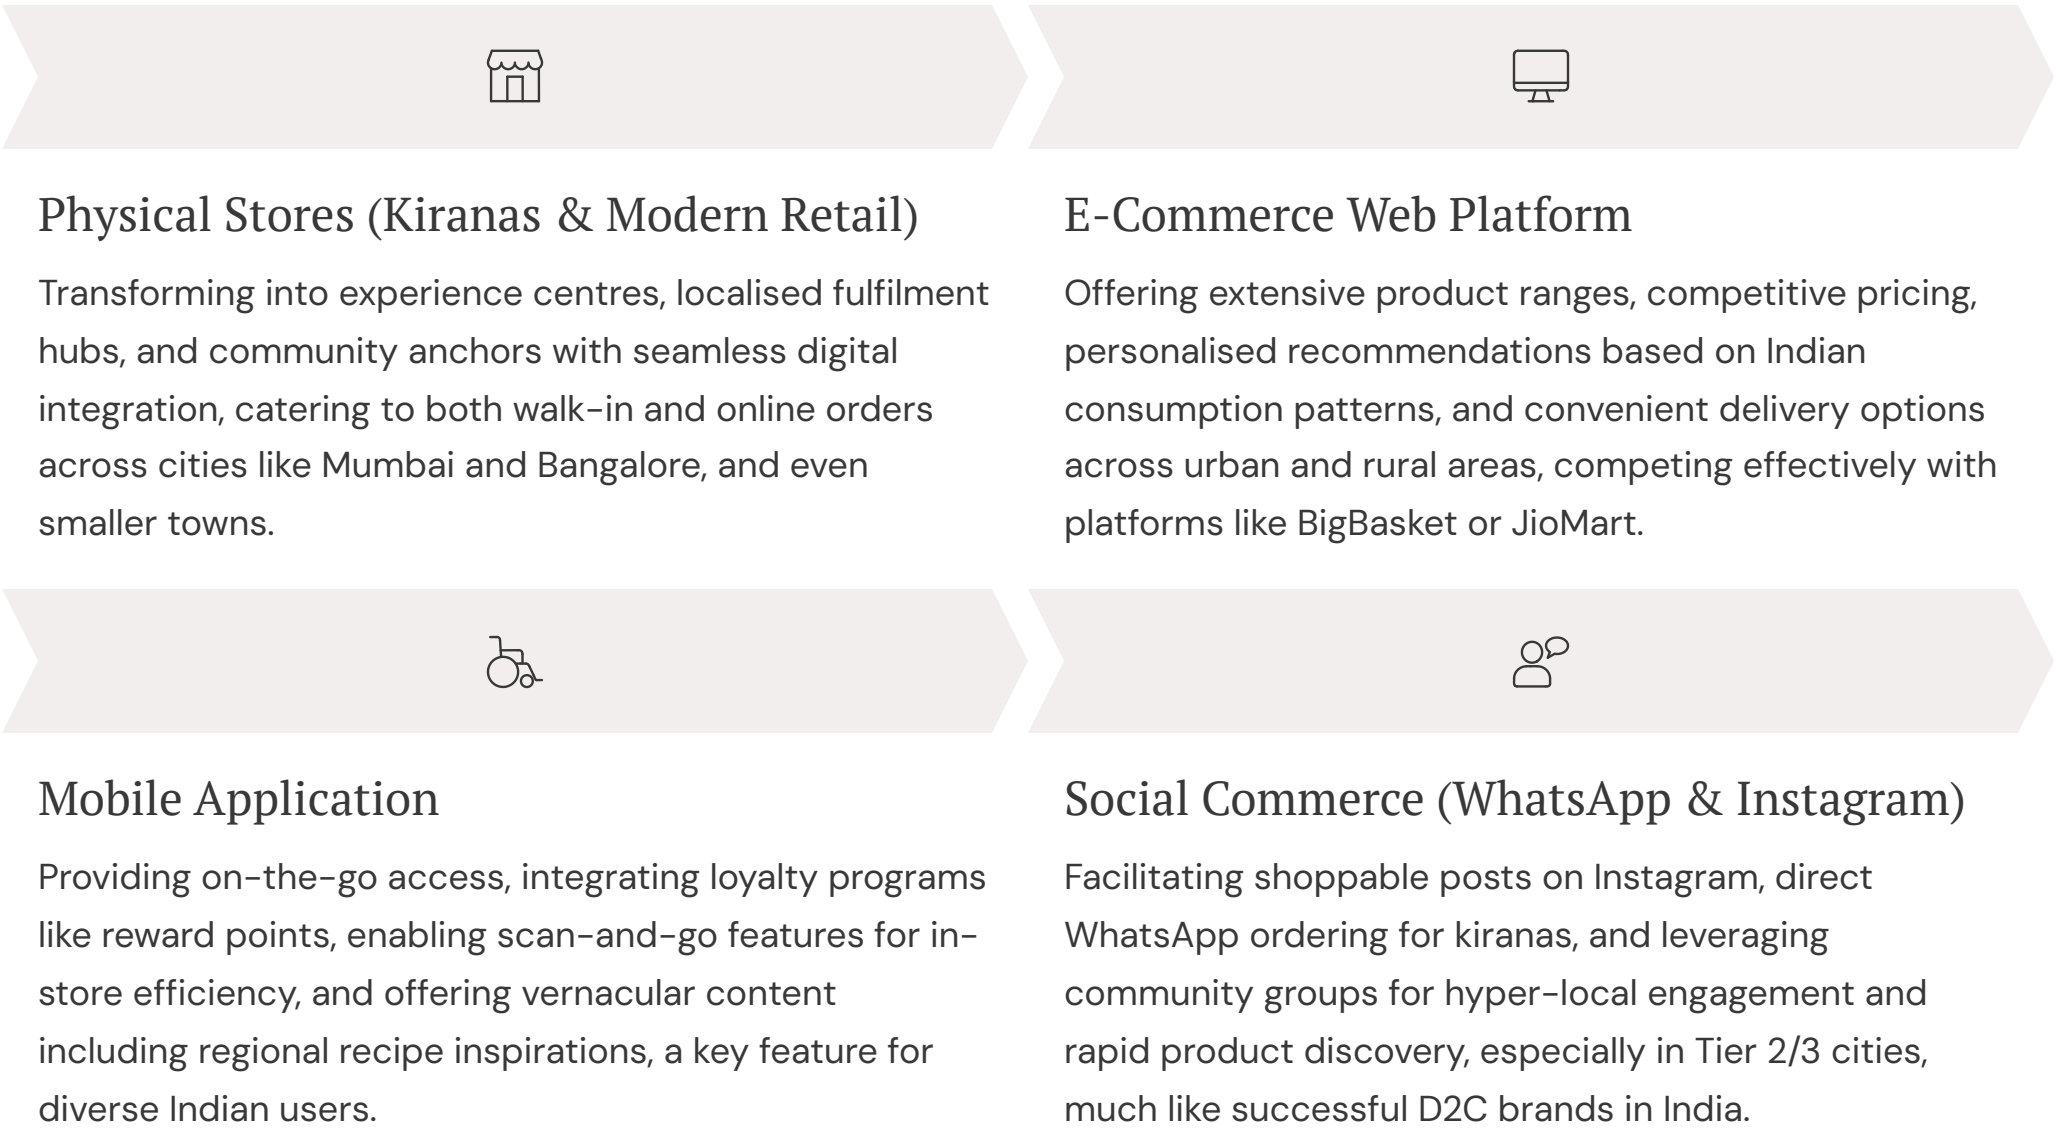 Physical Stores (Kiranas & Modern Retail)
Transforming into experience centres, localised fulfilment
hubs, and community anchors with seamless digital
integration, catering to both walk-in and online orders
across cities like Mumbai and Bangalore, and even
smaller towns.
E-Commerce Web Platform
Offering extensive product ranges, competitive pricing,
personalised recommendations based on Indian
consumption patterns, and convenient delivery options
across urban and rural areas, competing effectively with
platforms like BigBasket or JioMart.
Mobile Application
Providing on-the-go access, integrating loyalty programs
like reward points, enabling scan-and-go features for in-
store efficiency, and offering vernacular content
including regional recipe inspirations, a key feature for
diverse Indian users.
Social Commerce (WhatsApp & Instagram)
Facilitating shoppable posts on Instagram, direct
WhatsApp ordering for kiranas, and leveraging
community groups for hyper-local engagement and
rapid product discovery, especially in Tier 2/3 cities,
much like successful D2C brands in India.